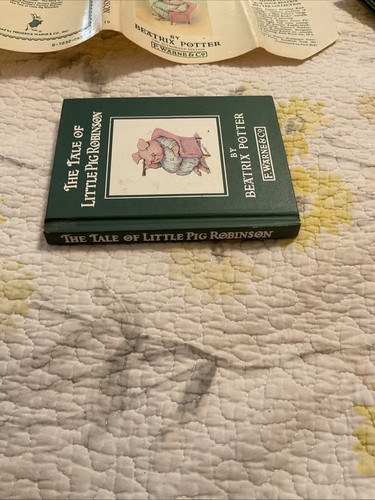 BY
BEATRIX POTTER
F. WARNE & Co
THE TALE OF
LITTLE PIG ROBINSON
BY
BEATRIX POTTER
F. WARNE & Co
THE TALE OF LITTLE PIG ROBINSON